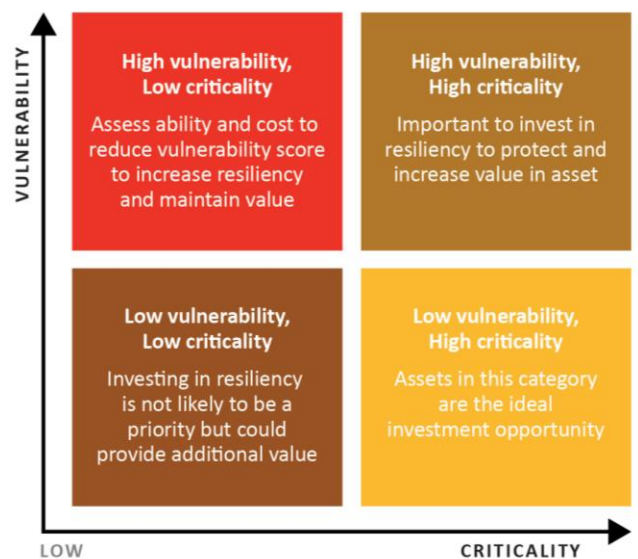 VULNERABILITY
High vulnerability,
Low criticality
Assess ability and cost to
reduce vulnerability score
to increase resiliency
and maintain value
High vulnerability,
High criticality
Important to invest in
resiliency to protect and
increase value in asset
Low vulnerability,
Low criticality
Investing in resiliency
is not likely to be a
priority but could
provide additional value
Low vulnerability,
High criticality
Assets in this category
are the ideal
investment opportunity
LOW
CRITICALITY